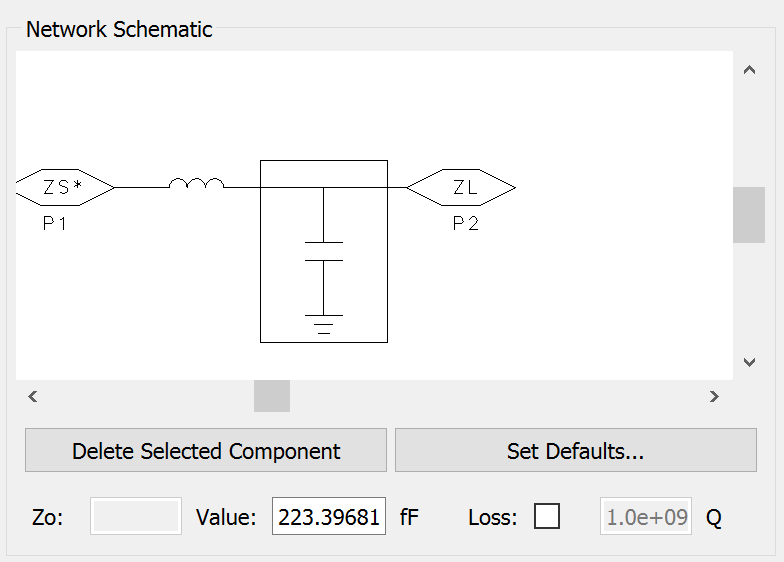 Network Schematic
ZS* ZL
P1 P2
Delete Selected Component Set Defaults...
Zo: Value: 223.39681 fF Loss: 1.0e+09 Q